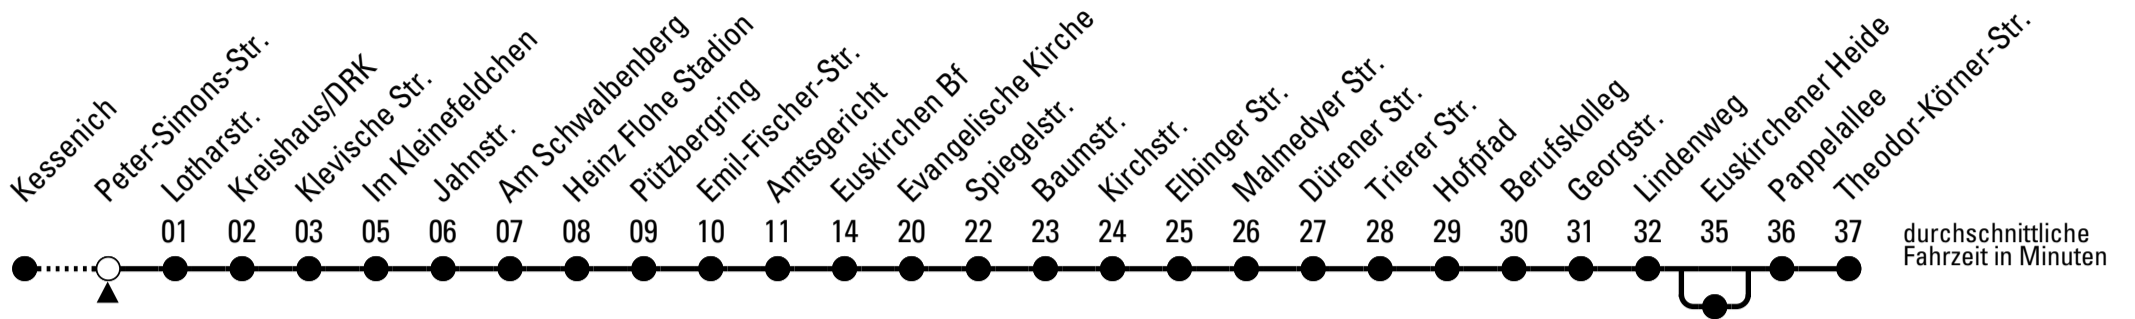 Kessenich
Peter-Simons-Str.
Lotharstr.
Kreishaus/DRK
Klevische Str.
Im Kleinefeldchen
Jahnstr.
Am Schwalbenberg
Heinz Flohe Stadion
Pützbergring
Emil-Fischer-Str.
Amtsgericht
Euskirchen Bf
Evangelische Kirche
Spiegelstr.
Baumstr.
Kirchstr.
Elbinger Str.
Malmedyer Str.
Dürener Str.
Trierer Str.
Hofpfad
Berufskolleg
Georgstr.
Lindenweg
Euskirchener Heide
Pappelallee
Theodor-Körner-Str.
01 02 03 05 06 07 08 09 10 11 14 20 22 23 24 25 26 27 28 29 30 31 32 35 36 37
durchschnittliche
Fahrzeit in Minuten